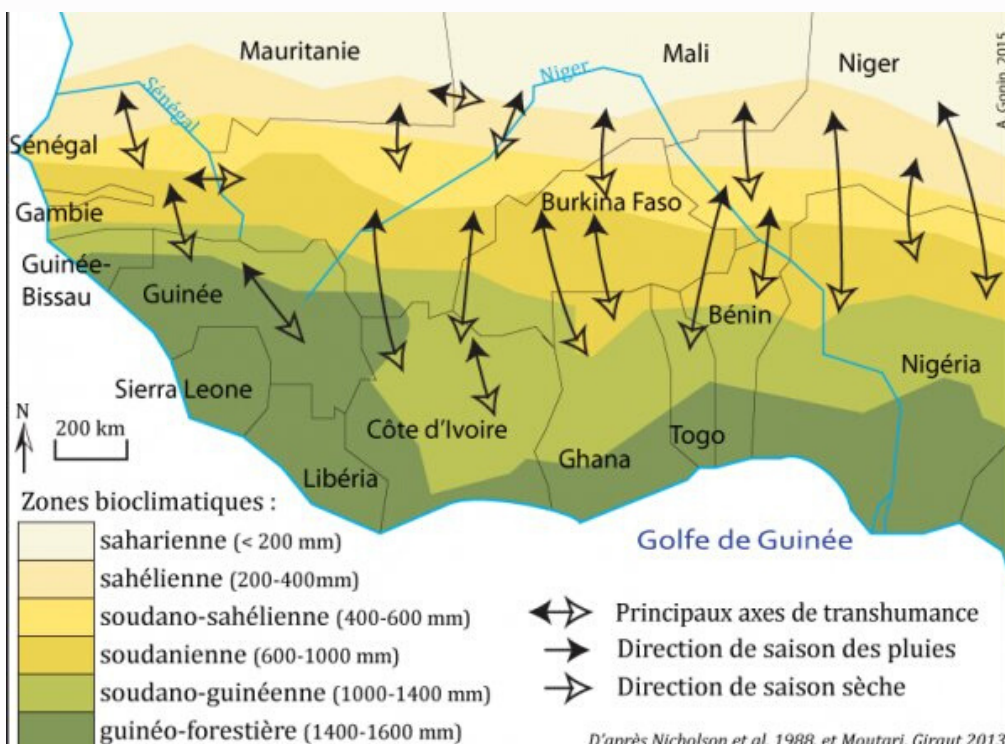 Mauritanie
Mali
Niger
A. Gonin 2015
Niger
Sénégal
Sénégal
Gambie
Burkina Faso
Guinée-
Bissau
Guinée
Bénin
Nigéria
Sierra Leone
N
200 km
Côte d'Ivoire
Togo
Ghana
Libéria
Zones bioclimatiques :
Golfe de Guinée
saharienne (< 200 mm)
sahélienne (200-400mm)
soudano-sahélienne (400-600 mm)
soudanienne (600-1000 mm)
soudano-guinéenne (1000-1400 mm)
guinéo-forestière (1400-1600 mm)
Principaux axes de transhumance
Direction de saison des pluies
Direction de saison sèche
D'après Nicholson et al. 1988, et Moutari, Giraut 2013